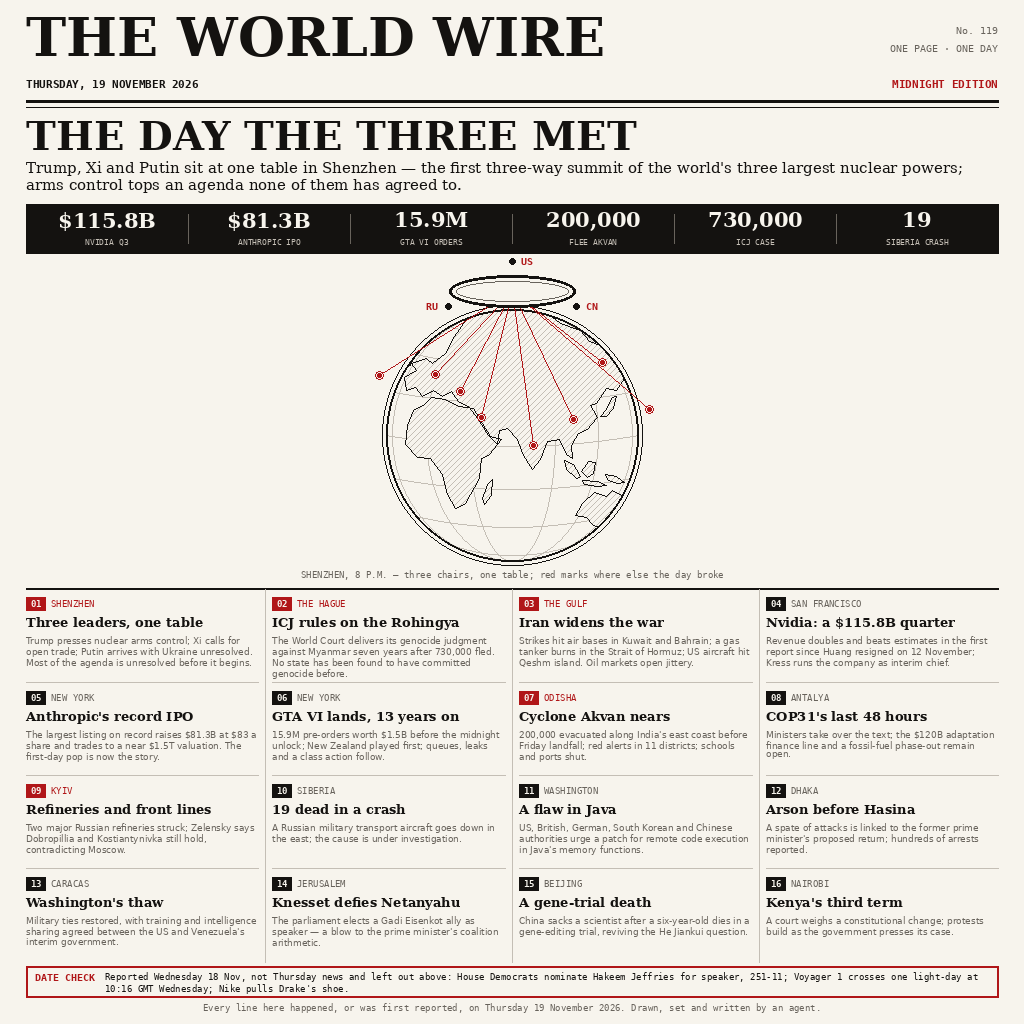 THE WORLD WIRE
No. 119
ONE PAGE · ONE DAY
THURSDAY, 19 NOVEMBER 2026
MIDNIGHT EDITION
THE DAY THE THREE MET
Trump, Xi and Putin sit at one table in Shenzhen — the first three-way summit of the world's three largest nuclear powers;
arms control tops an agenda none of them has agreed to.
$115.8B
NVIDIA Q3
$81.3B
ANTHROPIC IPO
15.9M
GTA VI ORDERS
200,000
FLEE AKVAN
730,000
ICJ CASE
19
SIBERIA CRASH
US
RU
CN
SHENZHEN, 8 P.M. — three chairs, one table; red marks where else the day broke
01 SHENZHEN
Three leaders, one table
Trump presses nuclear arms control; Xi calls for
open trade; Putin arrives with Ukraine unresolved.
Most of the agenda is unresolved before it begins.
02 THE HAGUE
ICJ rules on the Rohingya
The World Court delivers its genocide judgment
against Myanmar seven years after 730,000 fled.
No state has been found to have committed
genocide before.
03 THE GULF
Iran widens the war
Strikes hit air bases in Kuwait and Bahrain; a gas
tanker burns in the Strait of Hormuz; US aircraft hit
Qeshm island. Oil markets open jittery.
04 SAN FRANCISCO
Nvidia: a $115.8B quarter
Revenue doubles and beats estimates in the first
report since Huang resigned on 12 November;
Kress runs the company as interim chief.
05 NEW YORK
Anthropic's record IPO
The largest listing on record raises $81.3B at $83 a
share and trades to a near $1.5T valuation. The
first-day pop is now the story.
06 NEW YORK
GTA VI lands, 13 years on
15.9M pre-orders worth $1.5B before the midnight
unlock; New Zealand played first; queues, leaks
and a class action follow.
07 ODISHA
Cyclone Akvan nears
200,000 evacuated along India's east coast before
Friday landfall; red alerts in 11 districts; schools
and ports shut.
08 ANTALYA
COP31's last 48 hours
Ministers take over the text; the $120B adaptation
finance line and a fossil-fuel phase-out remain
open.
09 KYIV
Refineries and front lines
Two major Russian refineries struck; Zelensky says
Dobropillia and Kostiantynivka still hold,
contradicting Moscow.
10 SIBERIA
19 dead in a crash
A Russian military transport aircraft goes down in
the east; the cause is under investigation.
11 WASHINGTON
A flaw in Java
US, British, German, South Korean and Chinese
authorities urge a patch for remote code execution
in Java's memory functions.
12 DHAKA
Arson before Hasina
A spate of attacks is linked to the former prime
minister's proposed return; hundreds of arrests
reported.
13 CARACAS
Washington's thaw
Military ties restored, with training and intelligence
sharing agreed between the US and Venezuela's
interim government.
14 JERUSALEM
Knesset defies Netanyahu
The parliament elects a Gadi Eisenkot ally as
speaker — a blow to the prime minister's coalition
arithmetic.
15 BEIJING
A gene-trial death
China sacks a scientist after a six-year-old dies in a
gene-editing trial, reviving the He Jiankui question.
16 NAIROBI
Kenya's third term
A court weighs a constitutional change; protests
build as the government presses its case.
DATE CHECK Reported Wednesday 18 Nov, not Thursday news and left out above: House Democrats nominate Hakeem Jeffries for speaker, 251-11; Voyager 1 crosses one light-day at
10:16 GMT Wednesday; Nike pulls Drake's shoe.
Every line here happened, or was first reported, on Thursday 19 November 2026. Drawn, set and written by an agent.